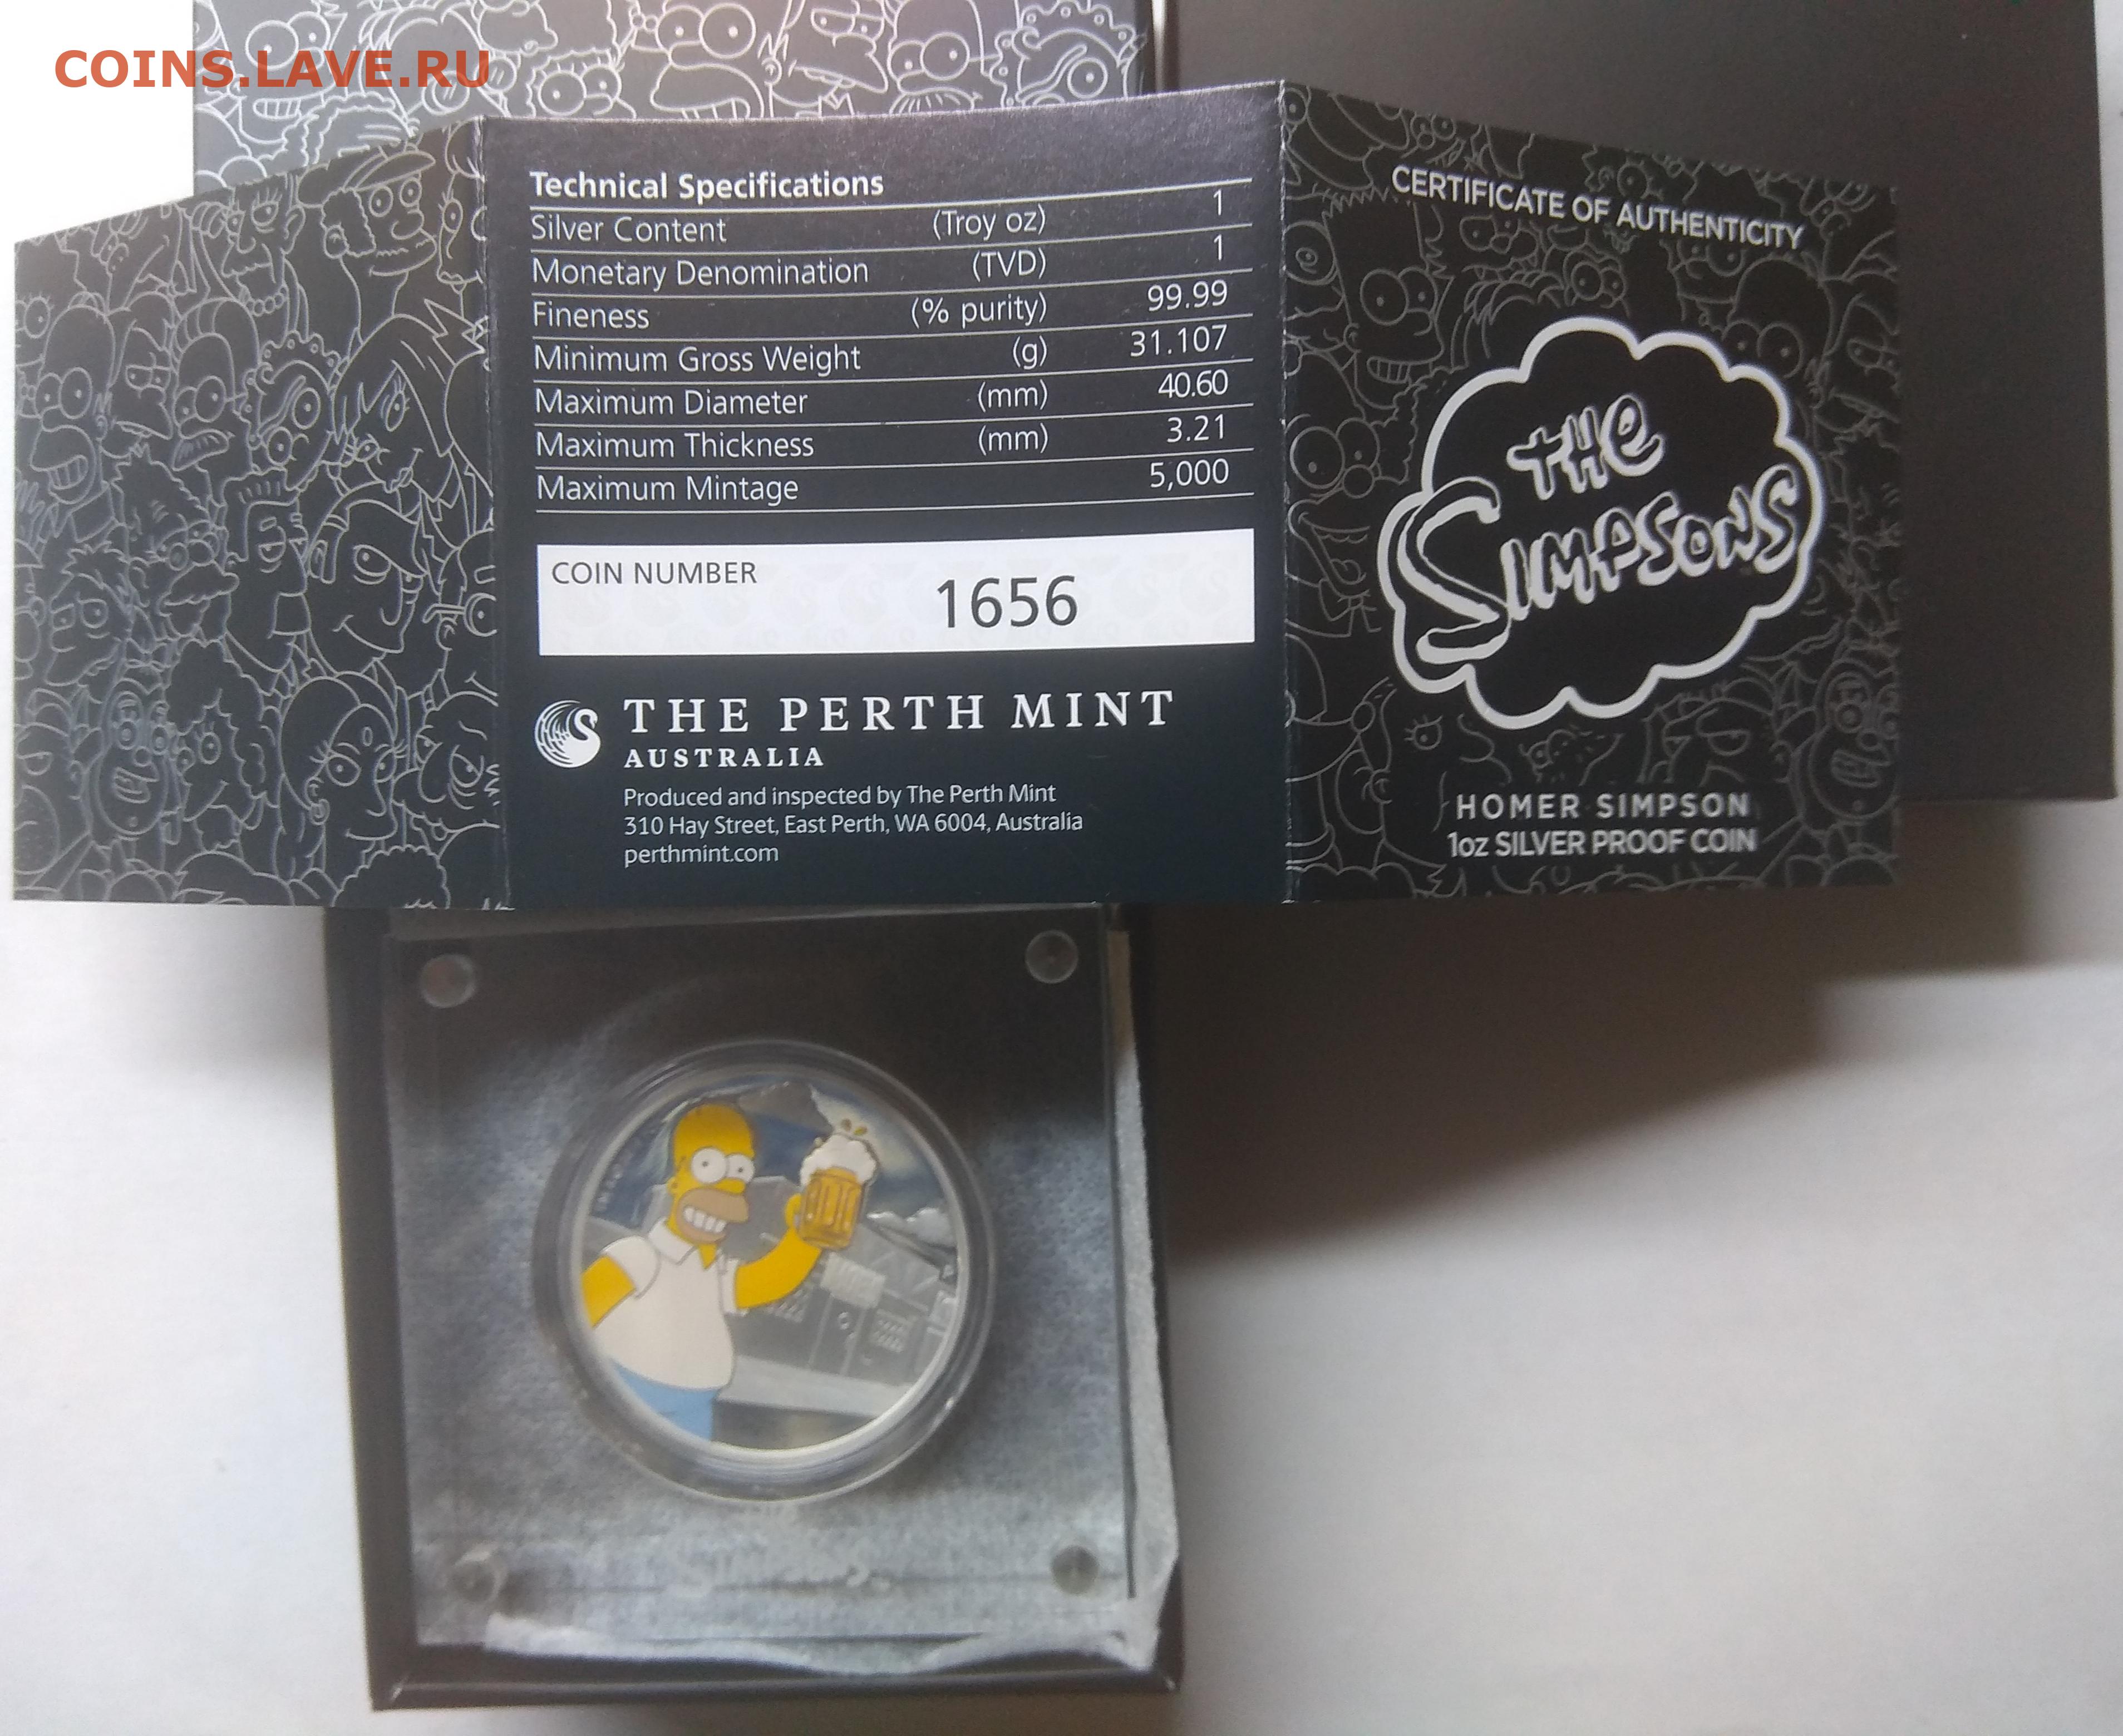 COINS.LAVE.RU
Technical Specifications
Silver Content (Troy oz) 1
Monetary Denomination (TVD) 1
Fineness (% purity) 99.99
Minimum Gross Weight (g) 31.107
Maximum Diameter (mm) 40.60
Maximum Thickness (mm) 3.21
Maximum Mintage 5,000
COIN NUMBER
1656
THE PERTH MINT
AUSTRALIA
Produced and inspected by The Perth Mint
310 Hay Street, East Perth, WA 6004, Australia
perthmint.com
CERTIFICATE OF AUTHENTICITY
THE
SIMPSONS
HOMER SIMPSON
1oz SILVER PROOF COIN
SIMPSONS